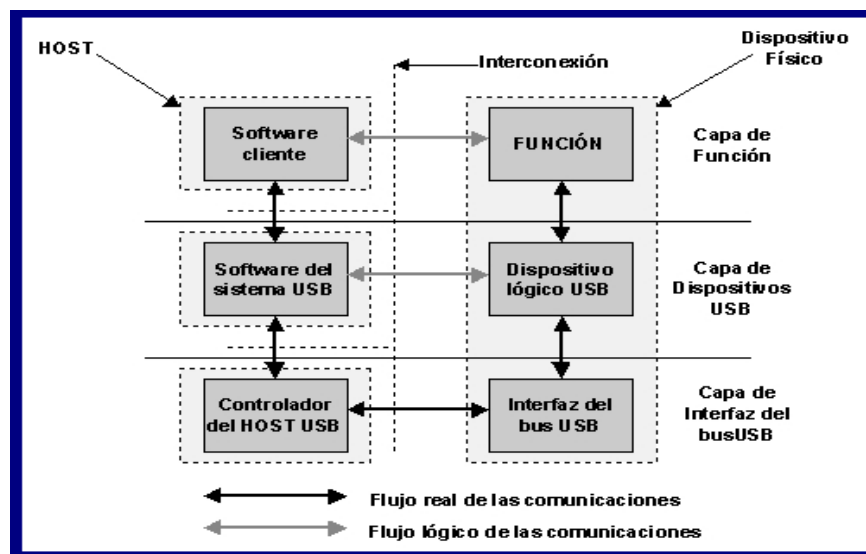 HOST
Interconexión
Dispositivo
Físico
Software
cliente
FUNCIÓN
Capa de
Función
Software del
sistema USB
Dispositivo
lógico USB
Capa de
Dispositivos
USB
Controlador
del HOST USB
Interfaz del
bus USB
Capa de
Interfaz del
busUSB
Flujo real de las comunicaciones
Flujo lógico de las comunicaciones